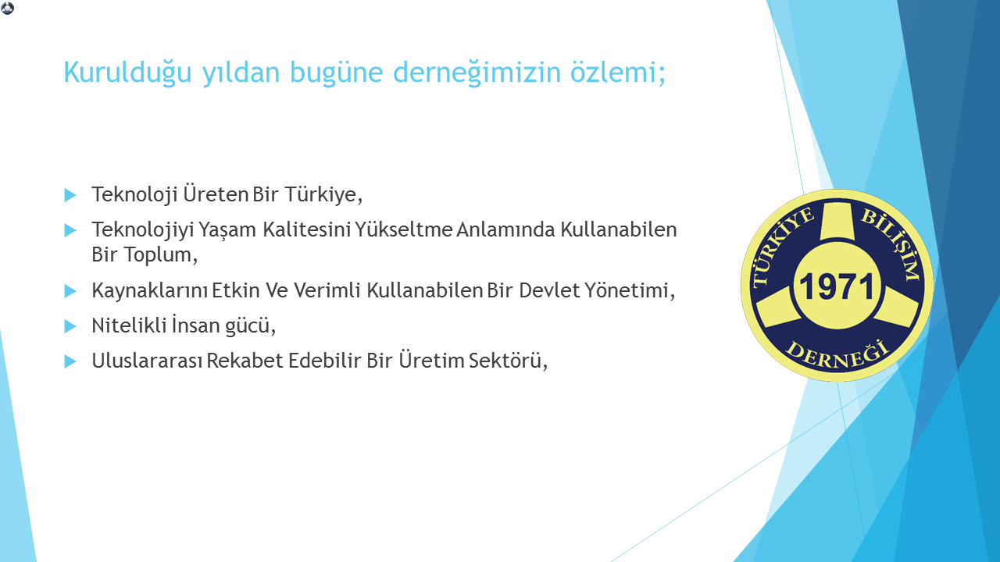 Kurulduğu yıldan bugüne derneğimizin özlemi;
Teknoloji Üreten Bir Türkiye,
Teknolojiyi Yaşam Kalitesini Yükseltme Anlamında Kullanabilen
Bir Toplum,
Kaynaklarını Etkin Ve Verimli Kullanabilen Bir Devlet Yönetimi,
Nitelikli İnsan gücü,
Uluslararası Rekabet Edebilir Bir Üretim Sektörü,
TÜRKİYE BİLİŞİM
1971
DERNEĞİ